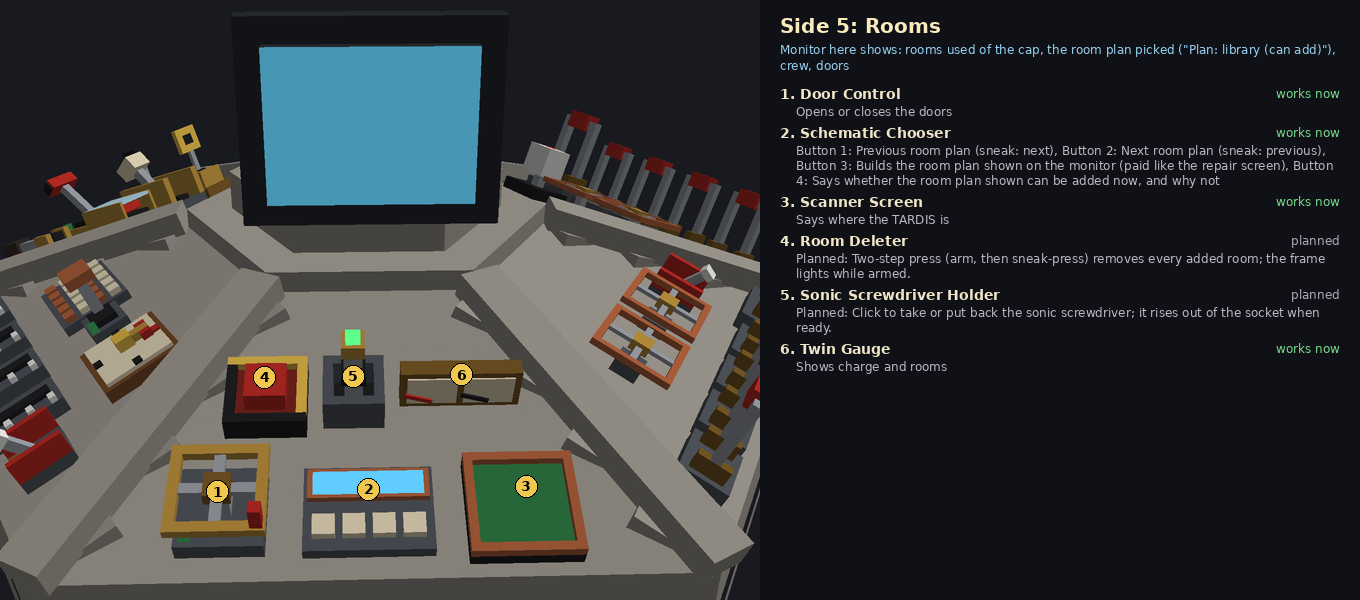 Side 5: Rooms
Monitor here shows: rooms used of the cap, the room plan picked ("Plan: library (can add)"),
crew, doors
1. Door Control works now
Opens or closes the doors
2. Schematic Chooser works now
Button 1: Previous room plan (sneak: next), Button 2: Next room plan (sneak: previous),
Button 3: Builds the room plan shown on the monitor (paid like the repair screen), Button
4: Says whether the room plan shown can be added now, and why not
3. Scanner Screen works now
Says where the TARDIS is
4. Room Deleter planned
Planned: Two-step press (arm, then sneak-press) removes every added room; the frame
lights while armed.
5. Sonic Screwdriver Holder planned
Planned: Click to take or put back the sonic screwdriver; it rises out of the socket when
ready.
6. Twin Gauge works now
Shows charge and rooms
4
5
6
1
2
3